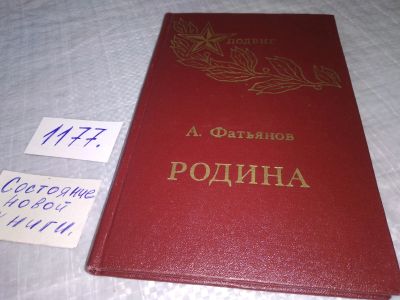 ПОДВИГ
А. Фатьянов
РОДИНА
1177.
Состояние
новой
книги.